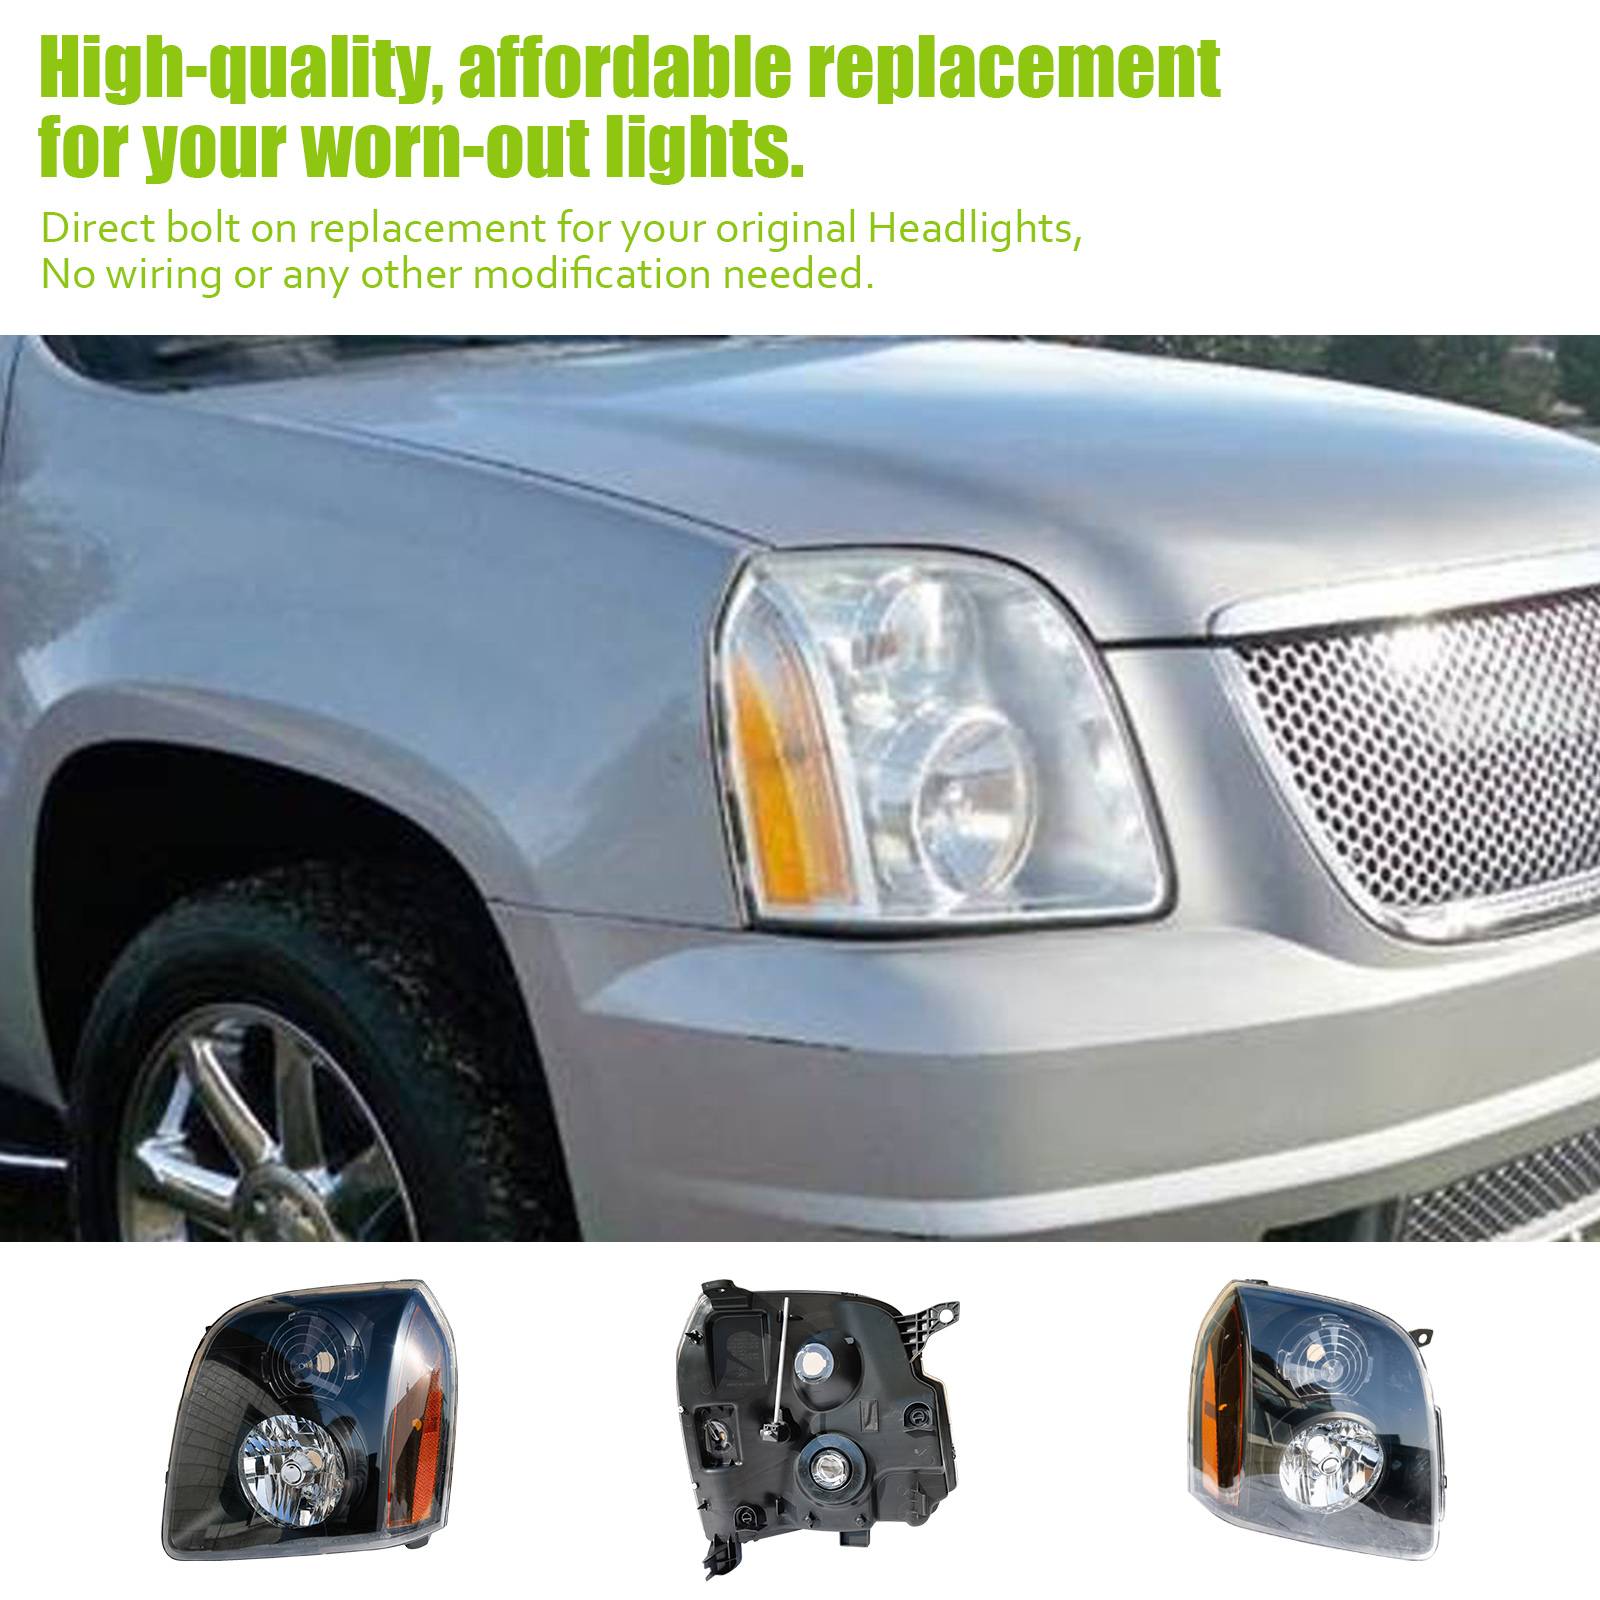 High-quality, affordable replacement
for your worn-out lights.
Direct bolt on replacement for your original Headlights,
No wiring or any other modification needed.